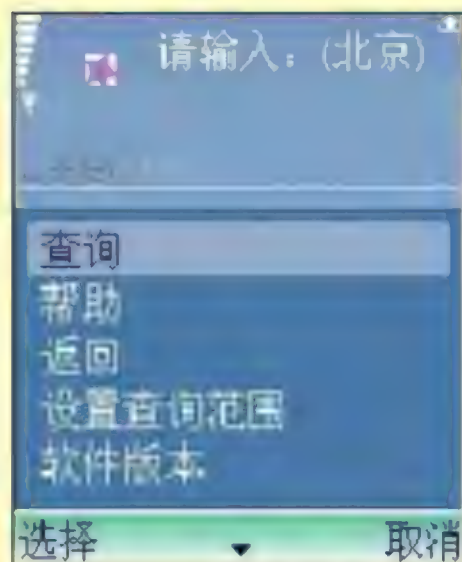 请输入：(北京)
查询
帮助
返回
设置查询范围
软件版本
选择 取消